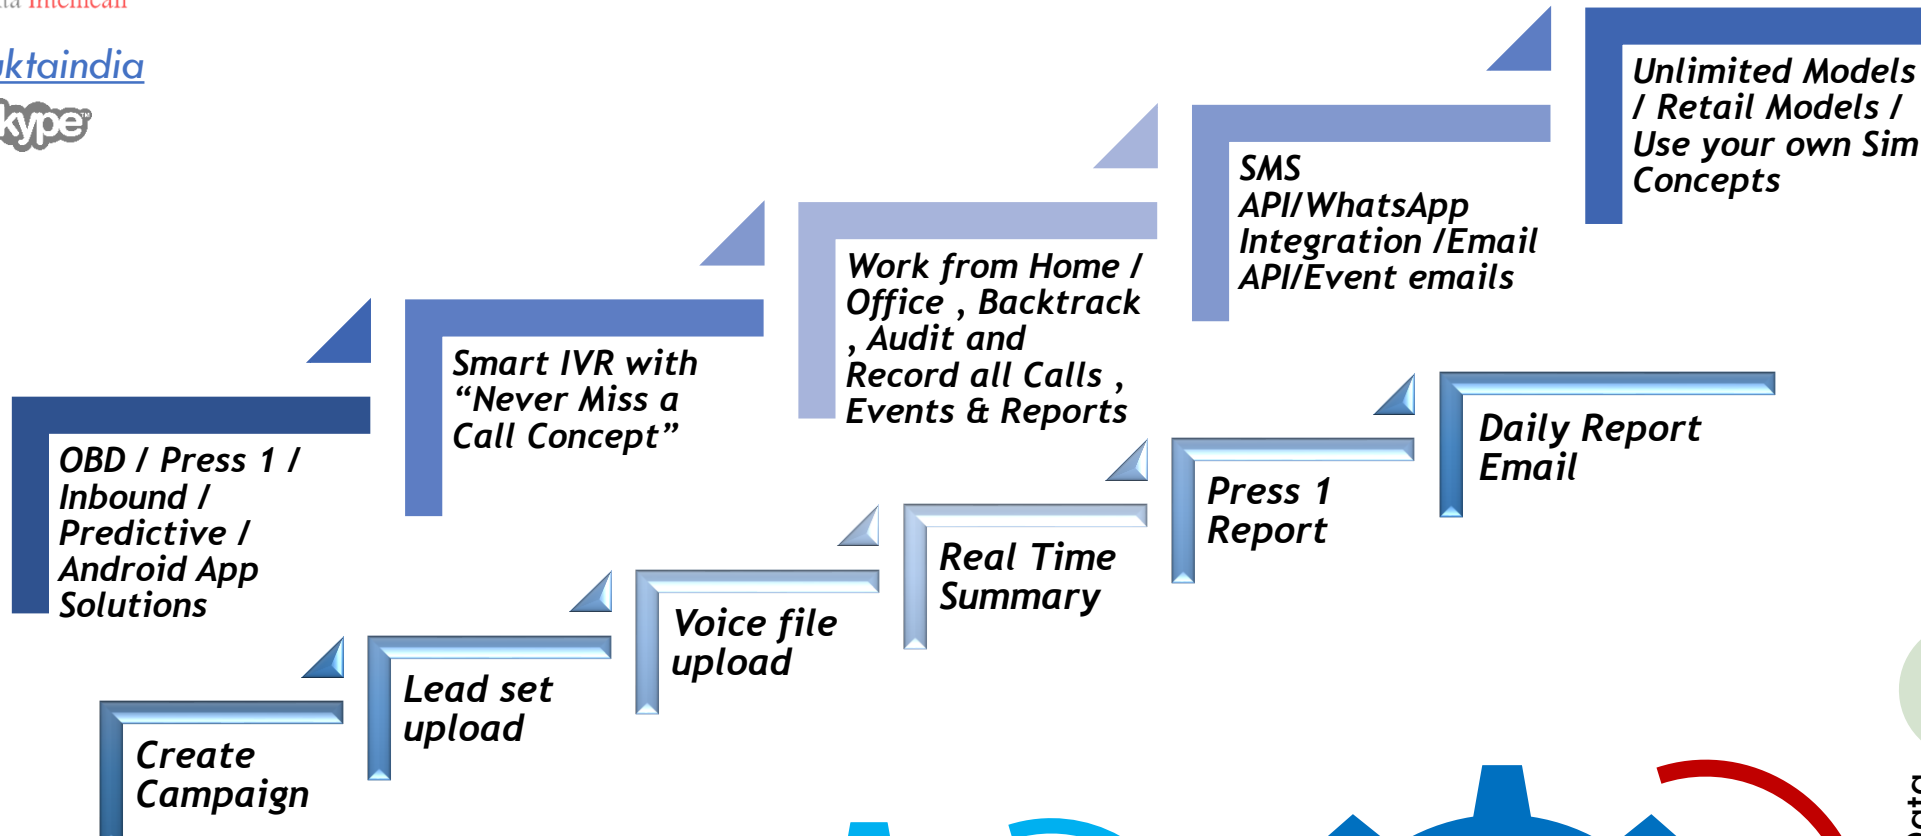 Intellicall
uktaindia
kype
Unlimited Models
/ Retail Models /
Use your own Sim
Concepts
SMS
API/WhatsApp
Integration /Email
API/Event emails
Work from Home /
Office , Backtrack
, Audit and
Record all Calls ,
Events & Reports
Smart IVR with
“Never Miss a
Call Concept”
OBD / Press 1 /
Inbound /
Predictive /
Android App
Solutions
Daily Report
Email
Press 1
Report
Real Time
Summary
Voice file
upload
Lead set
upload
Create
Campaign